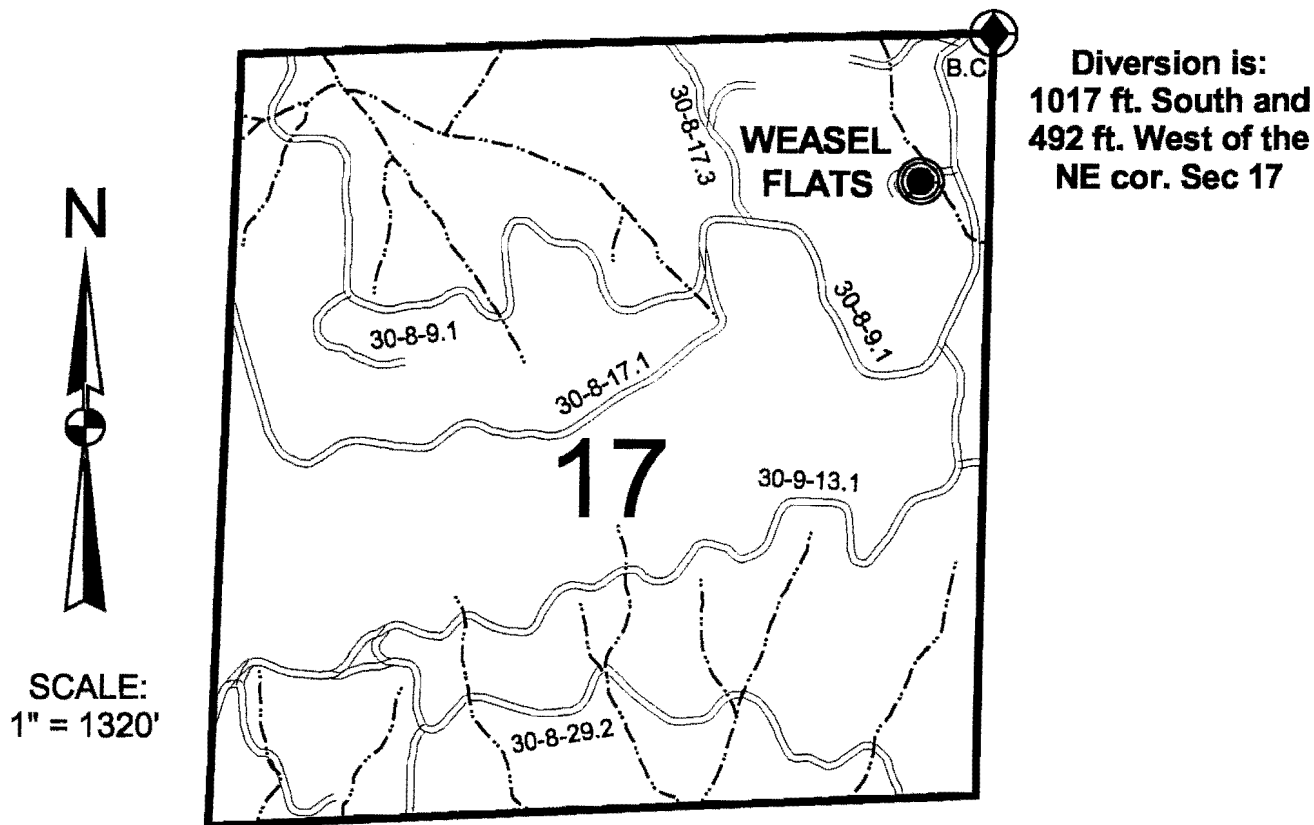 B.C
Diversion is:
1017 ft. South and
492 ft. West of the
NE cor. Sec 17
30-8-17.3
WEASEL
FLATS
N
30-8-9.1
30-8-9.1
30-8-17.1
17
30-9-13.1
SCALE:
1" = 1320'
30-8-29.2